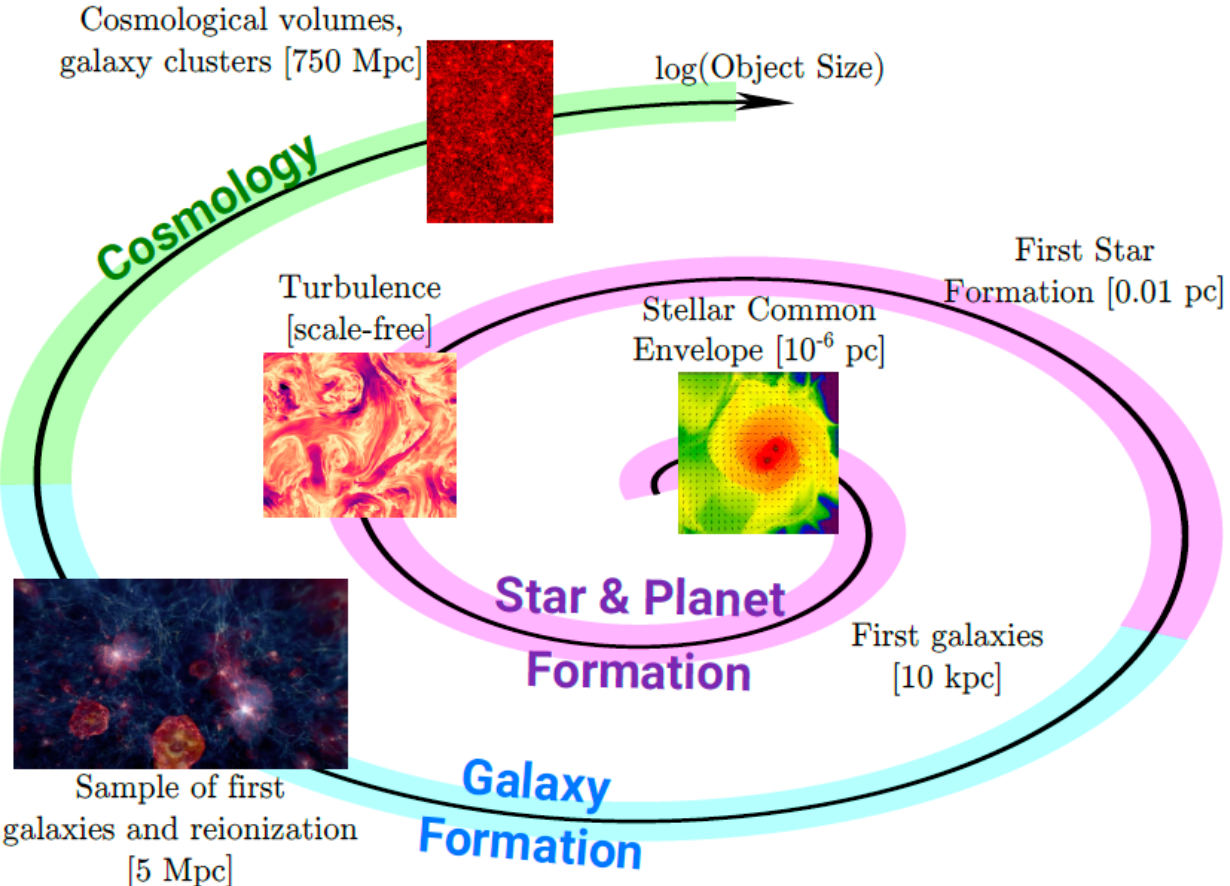 Cosmological volumes,
galaxy clusters [750 Mpc]
log(Object Size)
Cosmology
First Star
Formation [0.01 pc]
Turbulence
[scale-free]
Stellar Common
Envelope [10⁻⁶ pc]
Star & Planet
Formation
First galaxies
[10 kpc]
Galaxy
Formation
Sample of first
galaxies and reionization
[5 Mpc]